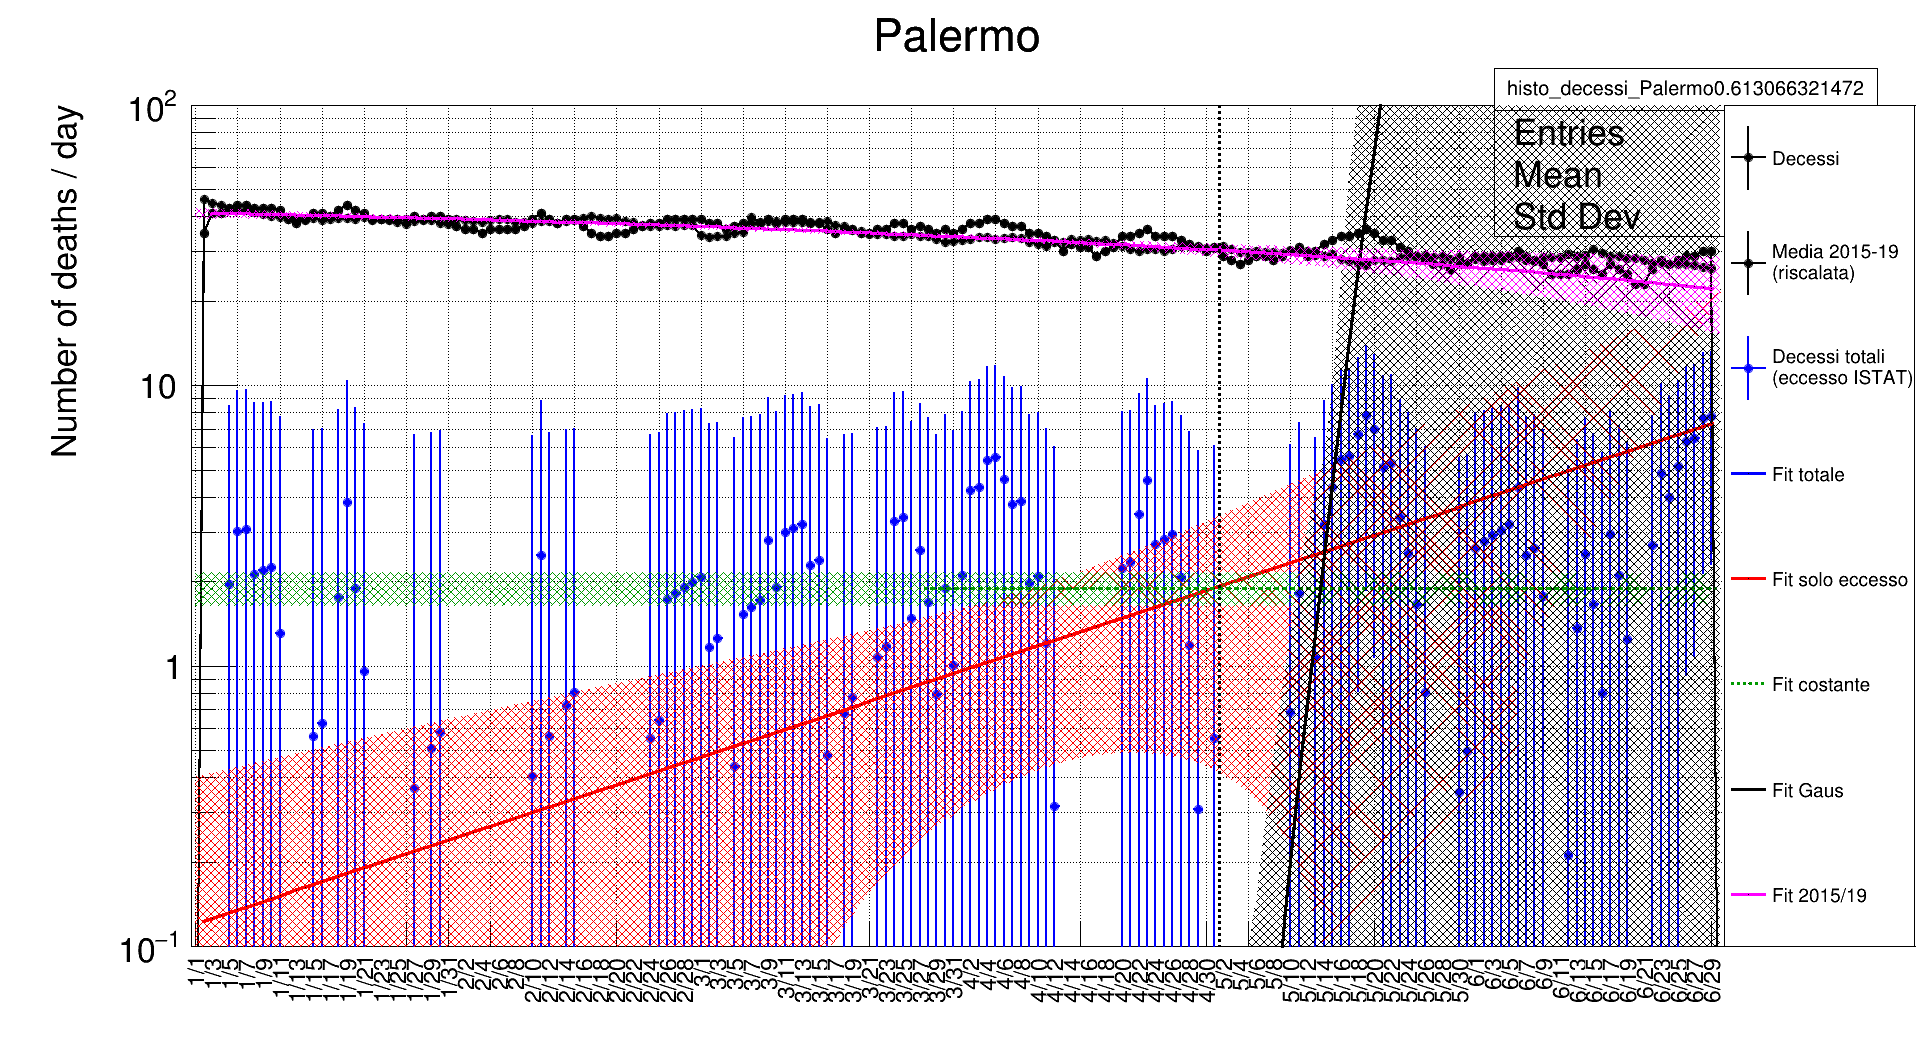 Palermo
Number of deaths / day
10²
10
1
10⁻¹
histo_decessi_Palermo0.613066321472
Entries
Mean
Std Dev
Decessi
Media 2015-19
(riscalata)
Decessi totali
(eccesso ISTAT)
Fit totale
Fit solo eccesso
Fit costante
Fit Gaus
Fit 2015/19
1/1 1/3 1/5 1/7 1/9 1/11 1/13 1/15 1/17 1/19 1/21 1/23 1/25 1/27 1/29 1/31 2/2 2/4 2/6 2/8 2/10 2/12 2/14 2/16 2/18 2/20 2/22 2/24 2/26 2/28 3/1 3/3 3/5 3/7 3/9 3/11 3/13 3/15 3/17 3/19 3/21 3/23 3/25 3/27 3/29 3/31 4/2 4/4 4/6 4/8 4/10 4/12 4/14 4/16 4/18 4/20 4/22 4/24 4/26 4/28 4/30 5/2 5/4 5/6 5/8 5/10 5/12 5/14 5/16 5/18 5/20 5/22 5/24 5/26 5/28 5/30 6/1 6/3 6/5 6/7 6/9 6/11 6/13 6/15 6/17 6/19 6/21 6/23 6/25 6/27 6/29